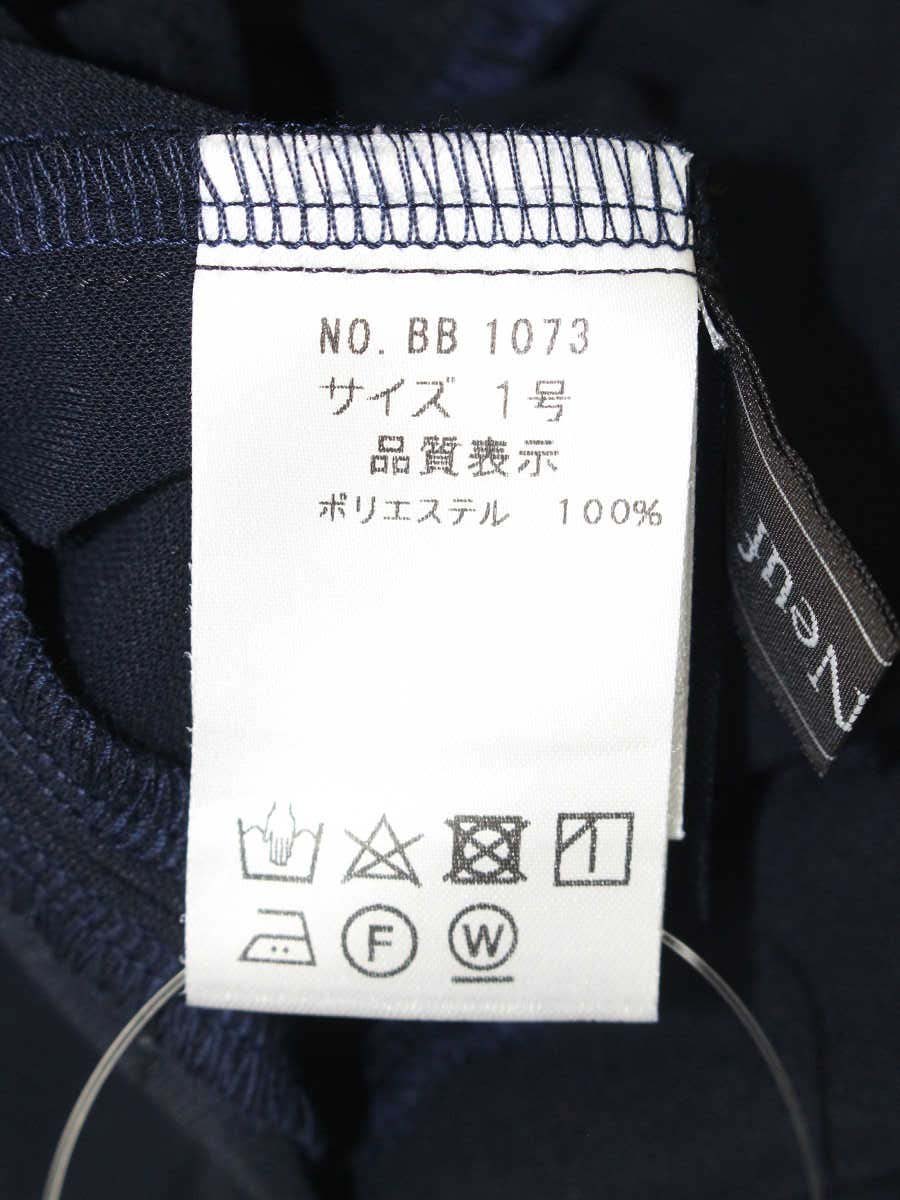 NO. BB 1073
サイズ 1号
品質表示
ポリエステル 100%
Neuf
F W